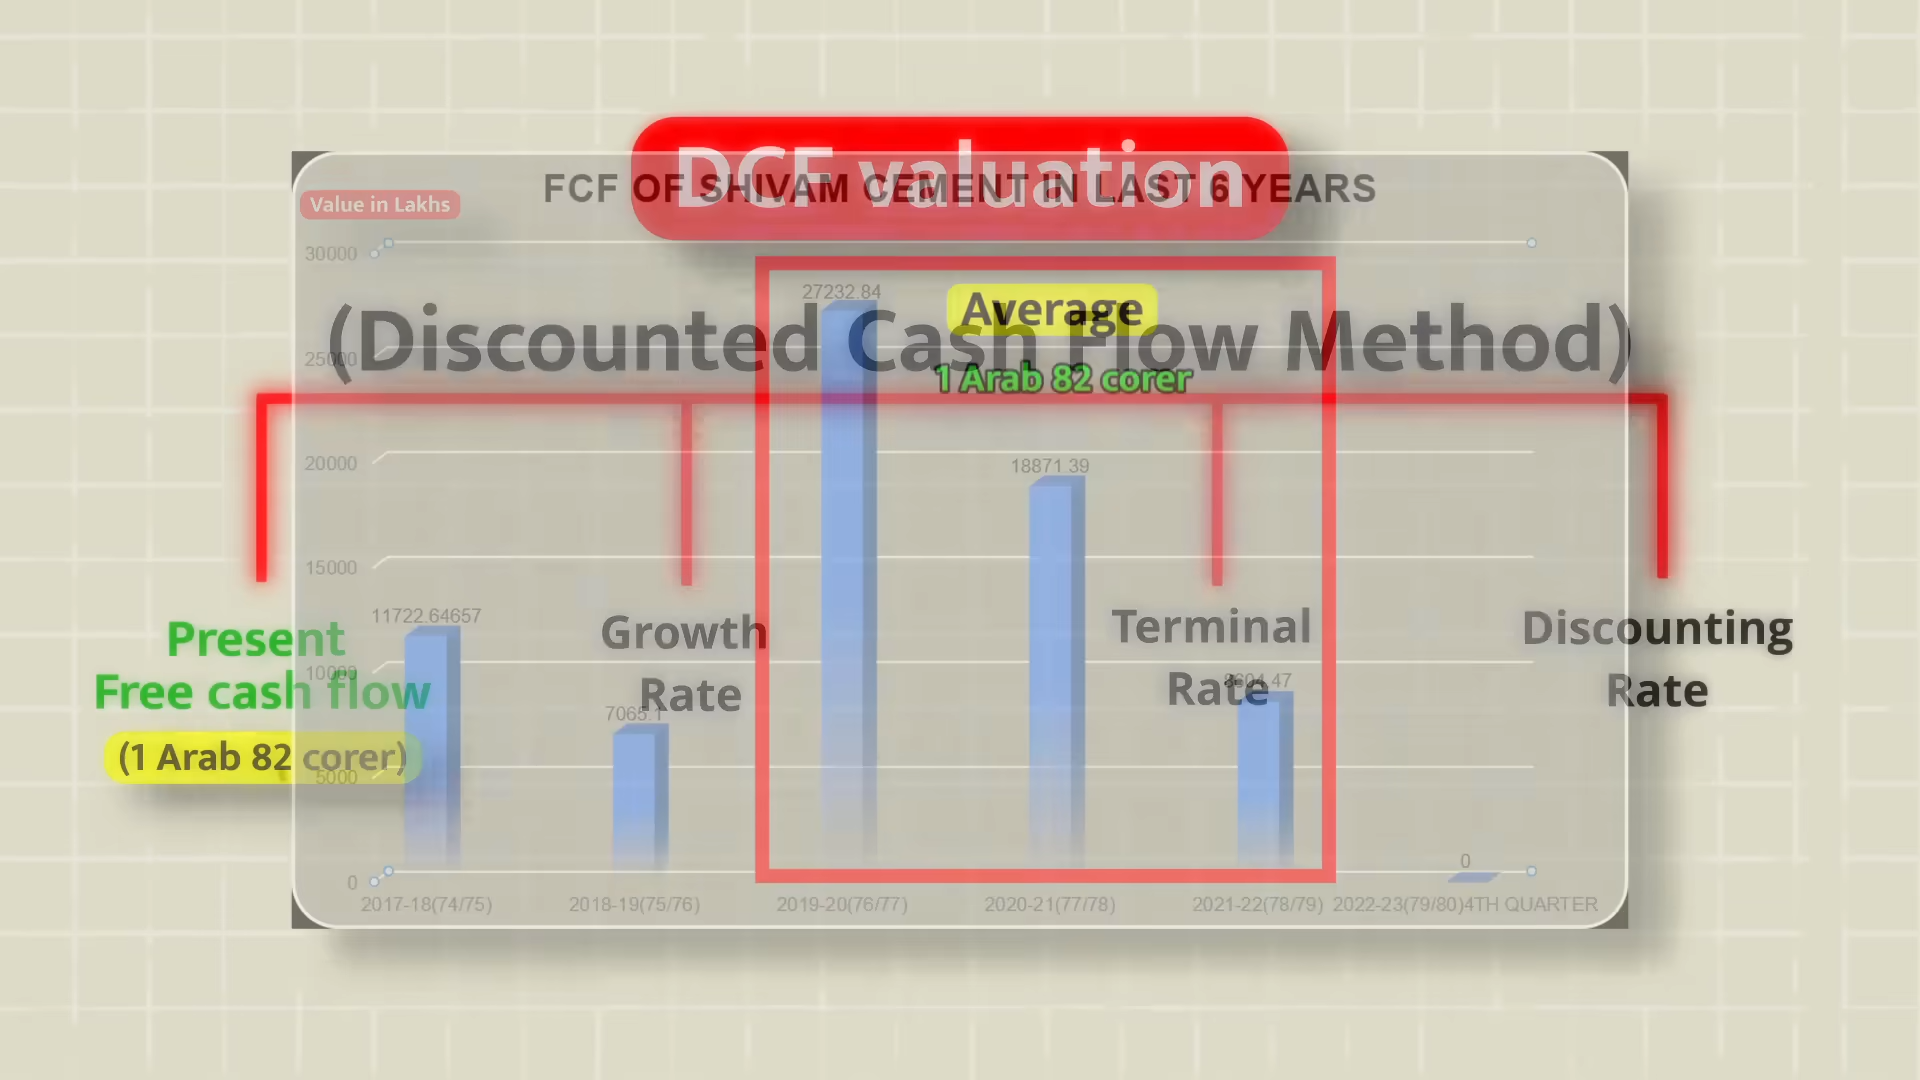 DCF valuation
FCF OF SHIVAM CEMENT IN LAST 6 YEARS
Value in Lakhs
(Discounted Cash Flow Method)
Average
1 Arab 82 corer
30000
25000
20000
15000
10000
5000
0
11722.64657
7065.1
27232.84
18871.39
8604.47
0
2017-18(74/75)
2018-19(75/76)
2019-20(76/77)
2020-21(77/78)
2021-22(78/79)
2022-23(79/80)4TH QUARTER
Present
Free cash flow
(1 Arab 82 corer)
Growth
Rate
Terminal
Rate
Discounting
Rate